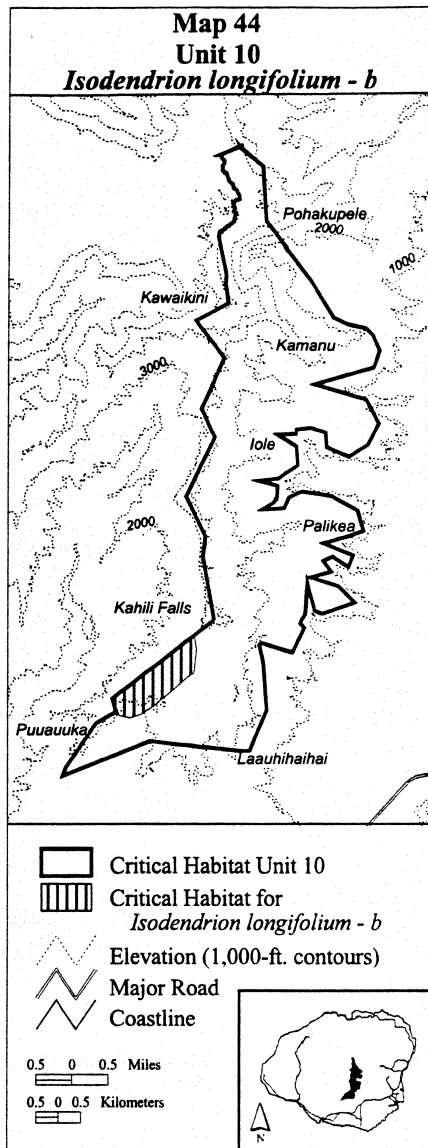 Map 44
Unit 10
Isodendrion longifolium - b
Pohakupele
2000
1000
Kawaikini
Kamanu
3000
Iole
2000
Palikea
Kahili Falls
Puuauuka
Laauhihaihai
Critical Habitat Unit 10
Critical Habitat for
Isodendrion longifolium - b
Elevation (1,000-ft. contours)
Major Road
Coastline
0.5 0 0.5 Miles
0.5 0 0.5 Kilometers
N